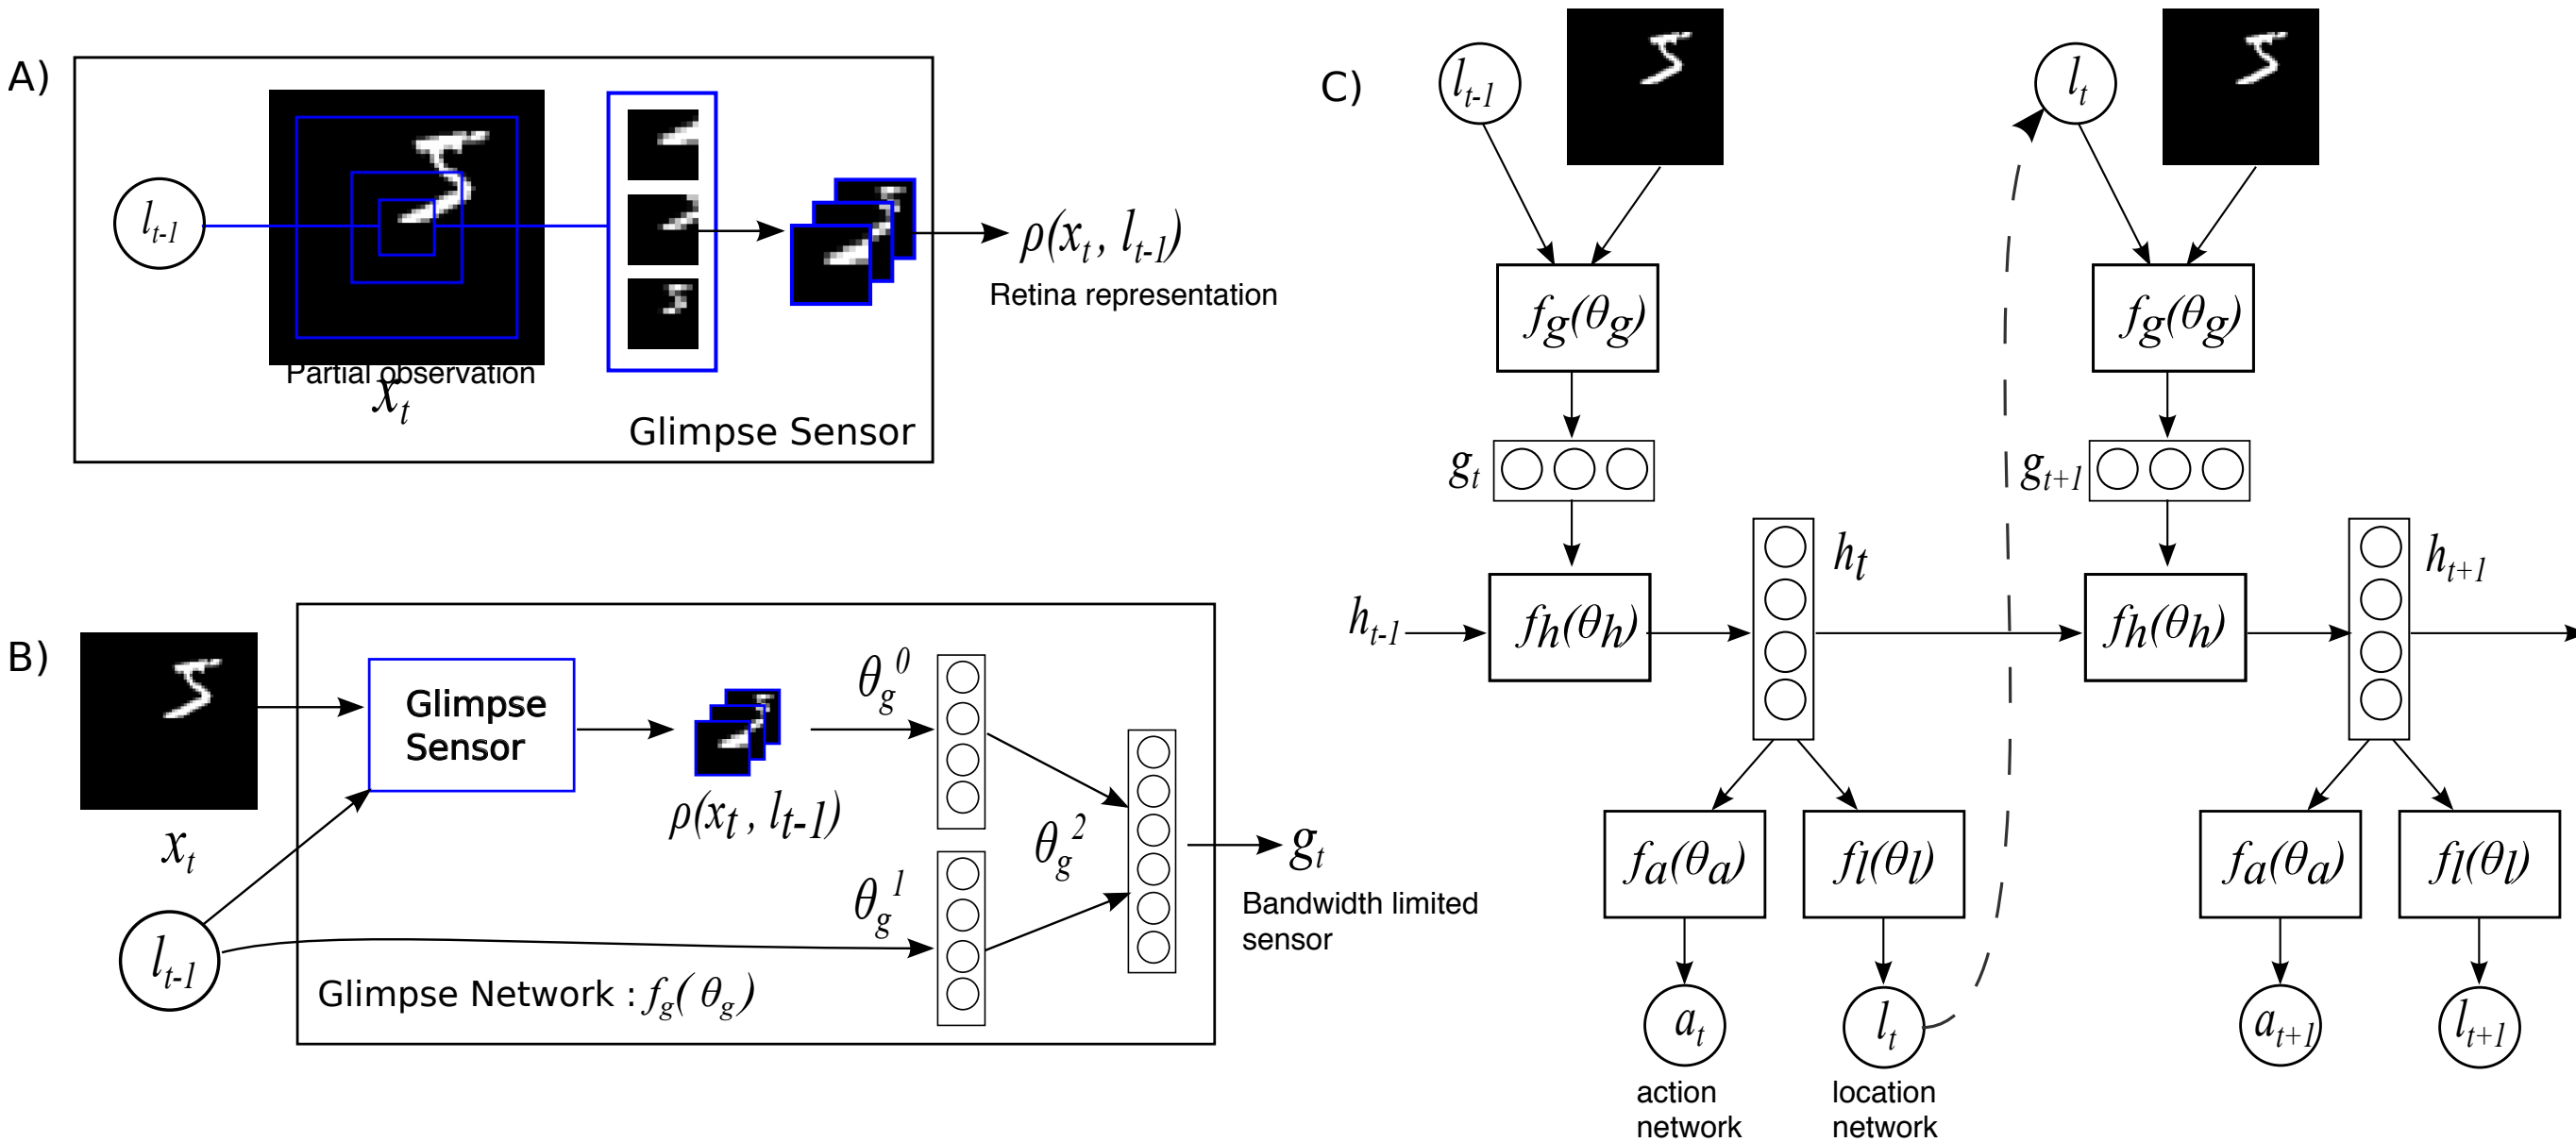 A)
l_{t-1}
Partial observation
x_t
Glimpse Sensor
ρ(x_t, l_{t-1})
Retina representation
B)
x_t
l_{t-1}
Glimpse
Sensor
ρ(x_t, l_{t-1})
θ_g^0
θ_g^1
θ_g^2
Glimpse Network : f_g( θ_g)
g_t
Bandwidth limited
sensor
C)
l_{t-1}
l_t
f_g(θ_g)
f_g(θ_g)
g_t
g_{t+1}
h_{t-1}
f_h(θ_h)
h_t
f_h(θ_h)
h_{t+1}
f_a(θ_a)
f_l(θ_l)
f_a(θ_a)
f_l(θ_l)
a_t
l_t
a_{t+1}
l_{t+1}
action
network
location
network